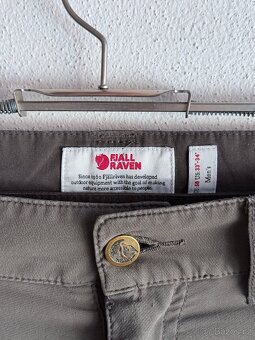 FJÄLL
RÄVEN
Since 1960 Fjällräven has developed
outdoor equipment with the goal of making
nature more accessible to people.
Men's